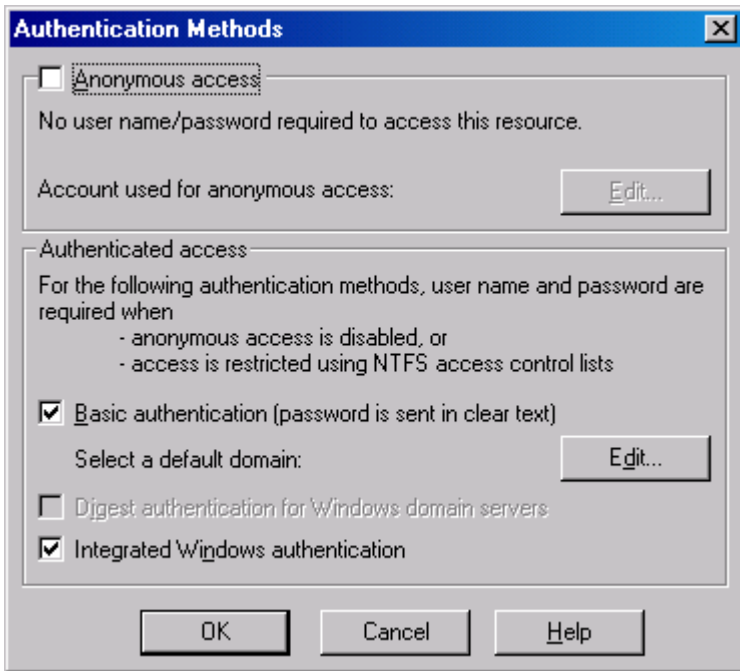 Authentication Methods
Anonymous access
No user name/password required to access this resource.
Account used for anonymous access:
Edit...
Authenticated access
For the following authentication methods, user name and password are
required when
- anonymous access is disabled, or
- access is restricted using NTFS access control lists
Basic authentication (password is sent in clear text)
Select a default domain:
Edit...
Digest authentication for Windows domain servers
Integrated Windows authentication
OK
Cancel
Help